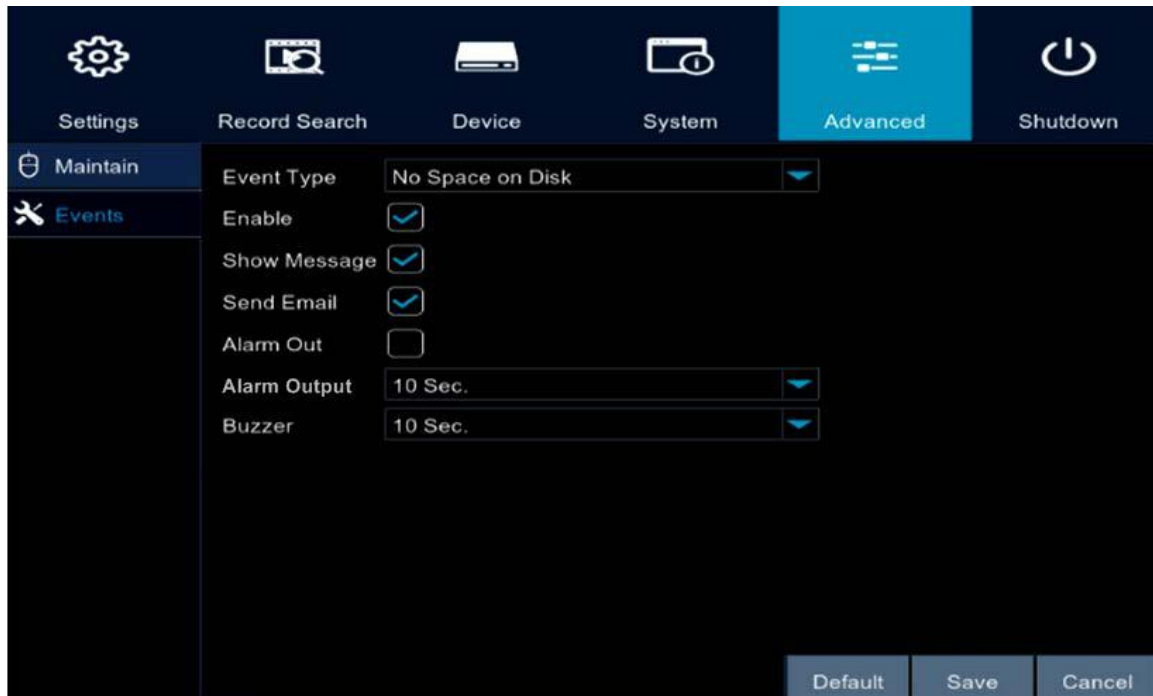 Settings Record Search Device System Advanced Shutdown
Maintain
Events
Event Type No Space on Disk
Enable
Show Message
Send Email
Alarm Out
Alarm Output 10 Sec.
Buzzer 10 Sec.
Default Save Cancel